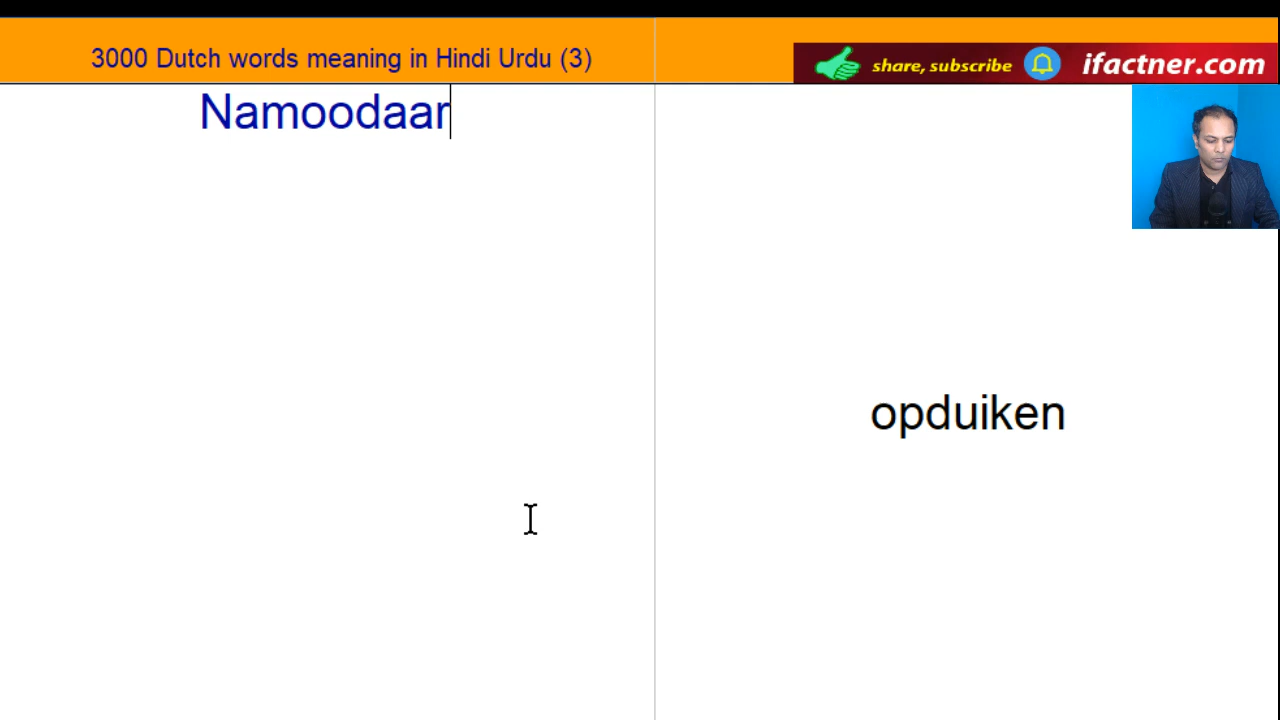 3000 Dutch words meaning in Hindi Urdu (3)
share, subscribe
ifactner.com
Namoodaar
opduiken